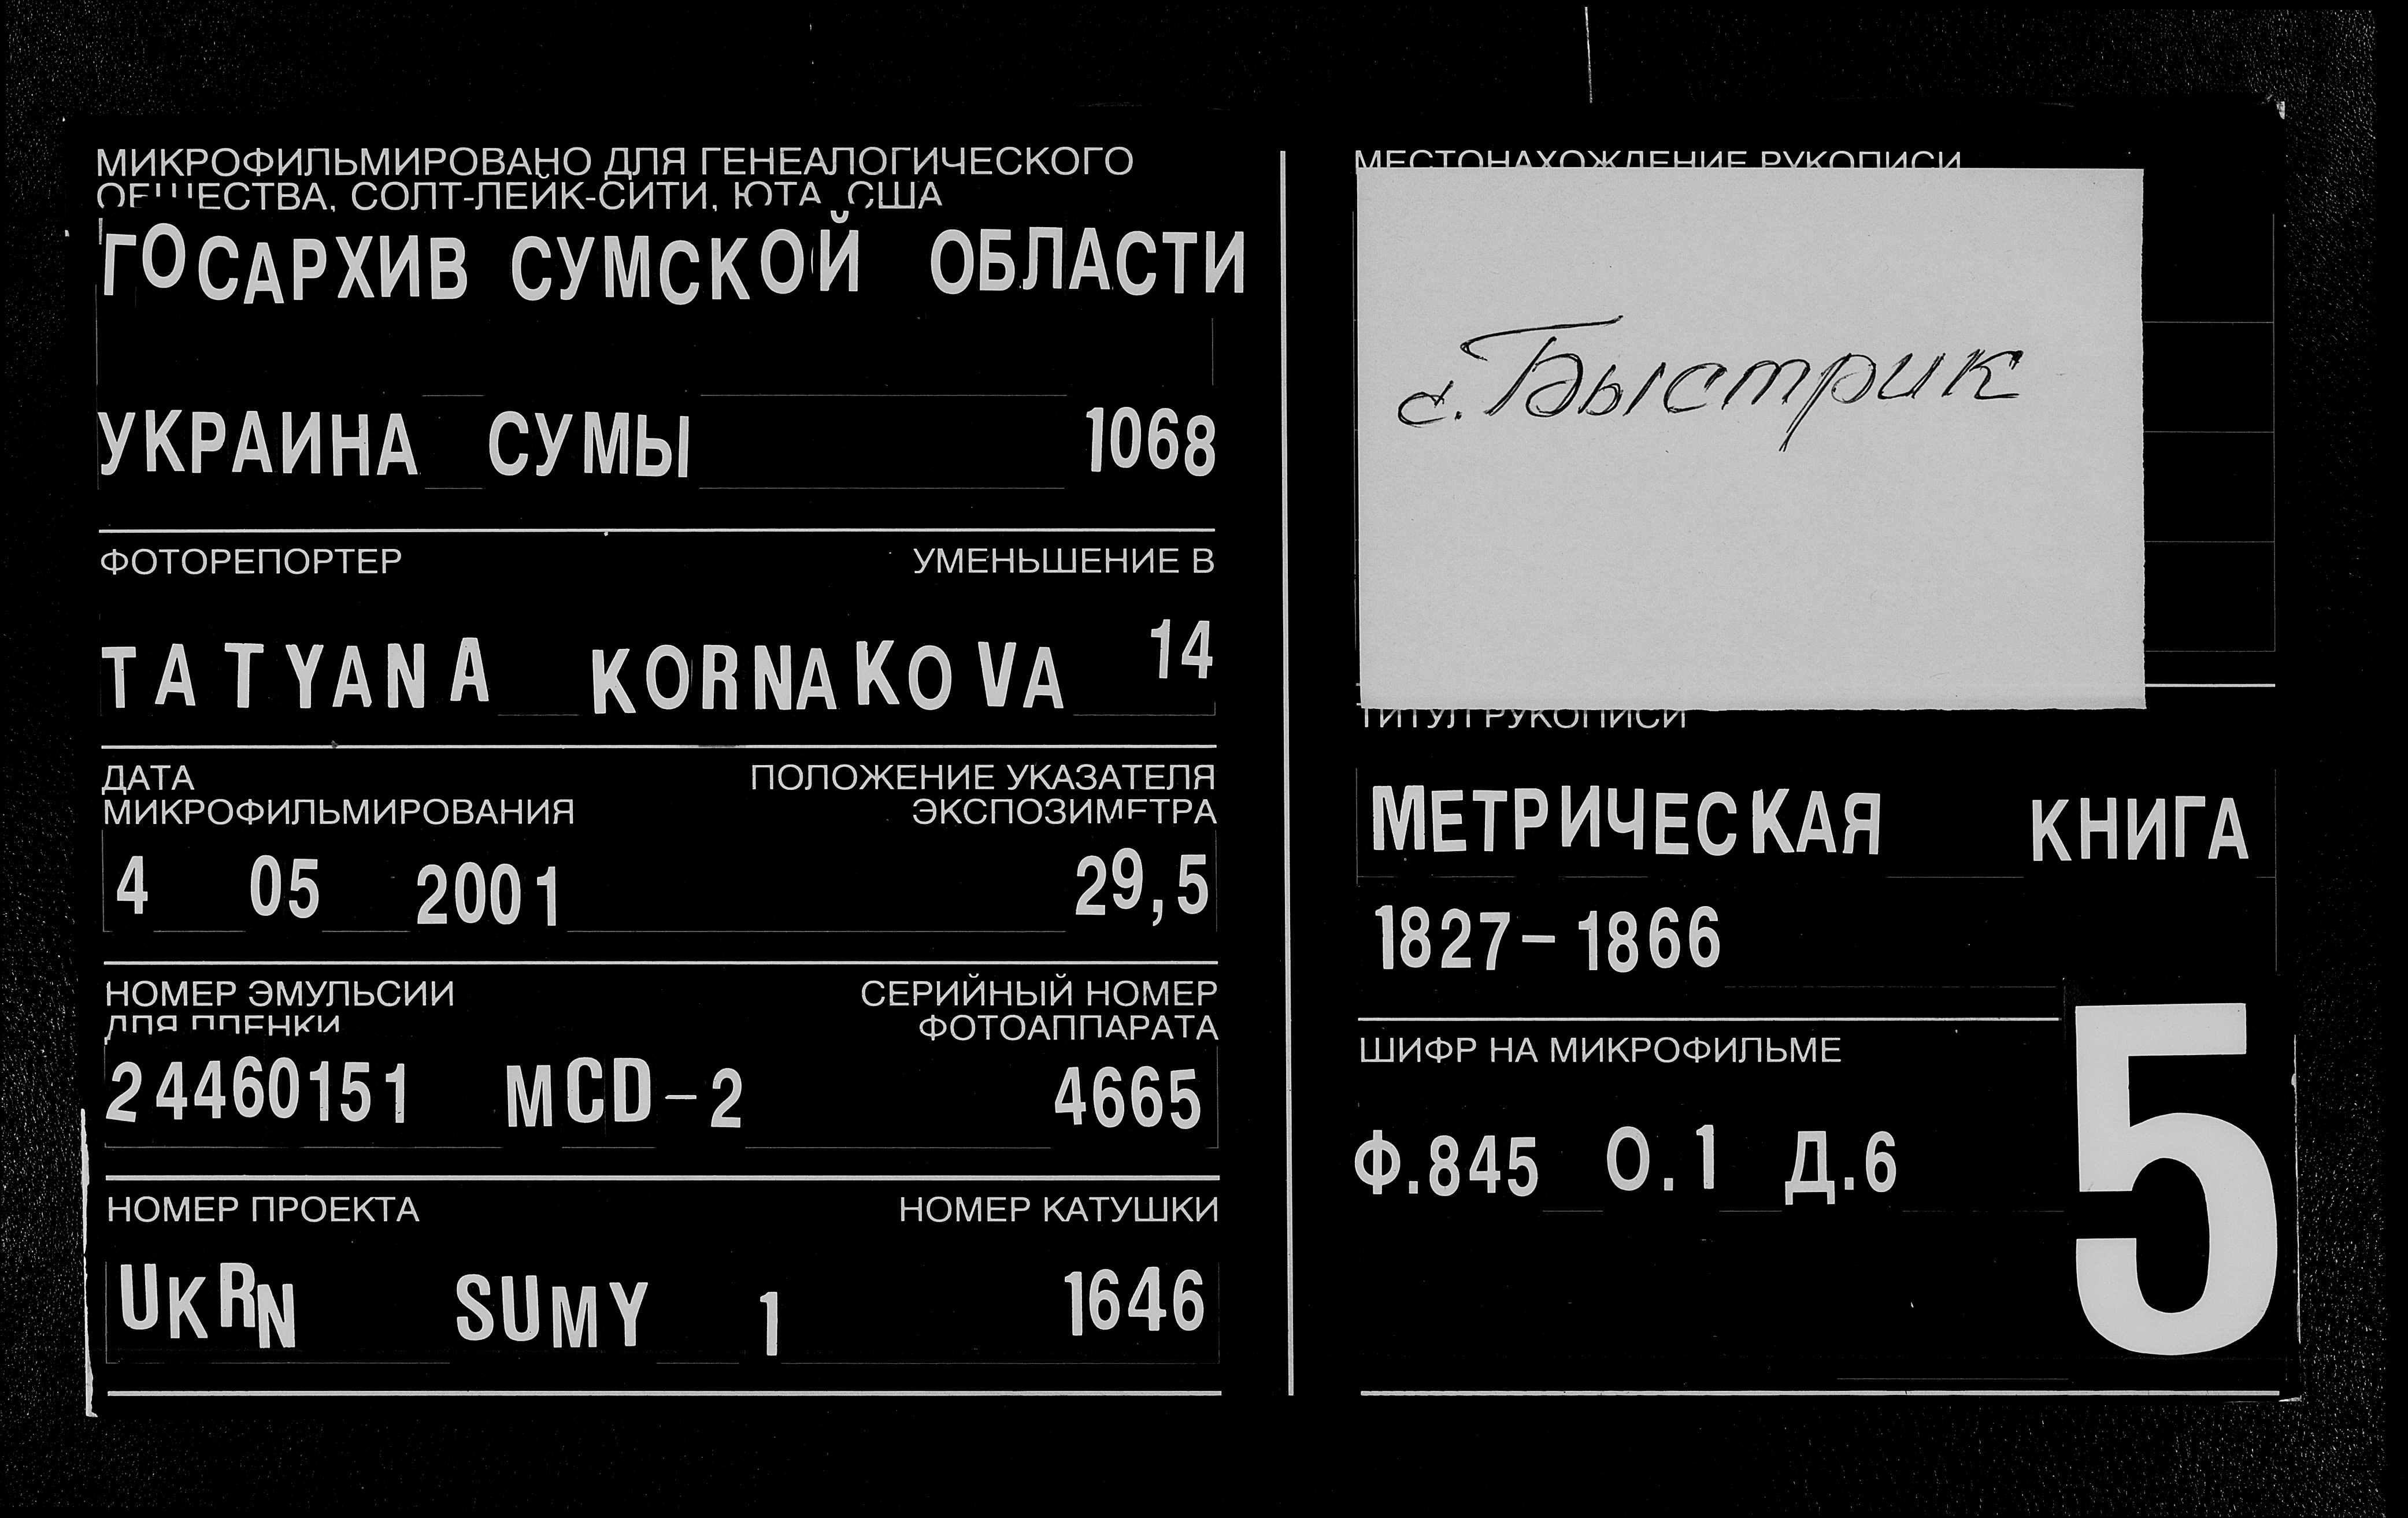 МИКРОФИЛЬМИРОВАНО ДЛЯ ГЕНЕАЛОГИЧЕСКОГО
ОБЩЕСТВА, СОЛТ-ЛЕЙК-СИТИ, ЮТА, США
ГОСАРХИВ СУМСКОЙ ОБЛАСТИ
УКРАИНА СУМЫ 1068
ФОТОРЕПОРТЕР УМЕНЬШЕНИЕ В
TATYANA KORNAKOVA 14
ДАТА ПОЛОЖЕНИЕ УКАЗАТЕЛЯ
МИКРОФИЛЬМИРОВАНИЯ ЭКСПОЗИМЕТРА
4 05 2001 29,5
НОМЕР ЭМУЛЬСИИ СЕРИЙНЫЙ НОМЕР
ДЛЯ ПЛЕНКИ ФОТОАППАРАТА
24460151 MCD-2 4665
НОМЕР ПРОЕКТА НОМЕР КАТУШКИ
UKRN SUMY 1 1646
МЕСТОНАХОЖДЕНИЕ РУКОПИСИ
с. Быстрик
ТИТУЛ РУКОПИСИ
МЕТРИЧЕСКАЯ КНИГА
1827-1866
ШИФР НА МИКРОФИЛЬМЕ
Ф.845 О.1 Д.6
5